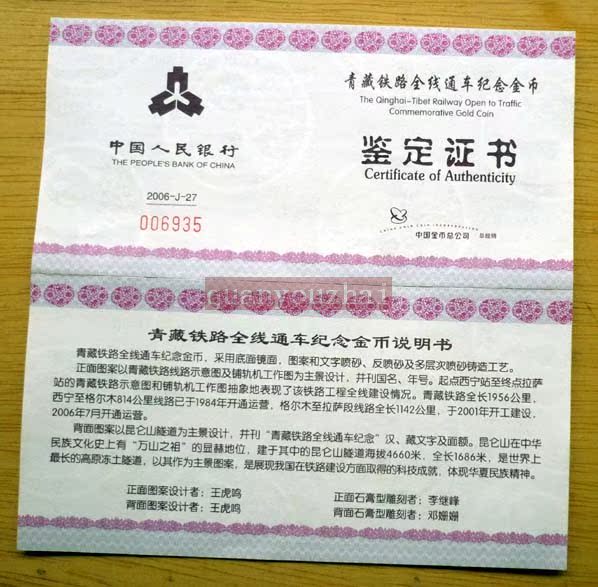 中国人民银行
THE PEOPLE'S BANK OF CHINA
2006-J-27
006935
青藏铁路全线通车纪念金币
The Qinghai-Tibet Railway Open to Traffic
Commemorative Gold Coin
鉴定证书
Certificate of Authenticity
CHINA GOLD COIN INCORPORATION
中国金币总公司 总经销
guanyouzhai
青藏铁路全线通车纪念金币说明书
青藏铁路全线通车纪念金币，采用底面镜面，图案和文字喷砂、反喷砂及多层次喷砂铸造工艺。
正面图案以青藏铁路线路示意图及铺轨机工作图为主景设计，并刊国名、年号。起点西宁站至终点拉萨
站的青藏铁路示意图和铺轨机工作图抽象地表现了该铁路工程全线建设情况。青藏铁路全长1956公里，
西宁至格尔木814公里线路已于1984年开通运营，格尔木至拉萨段线路全长1142公里，于2001年开工建设，
2006年7月开通运营。
背面图案以昆仑山隧道为主景设计，并刊“青藏铁路全线通车纪念”汉、藏文字及面额。昆仑山在中华
民族文化史上有“万山之祖”的显赫地位，建于其中的昆仑山隧道海拔4660米，全长1686米，是世界上
最长的高原冻土隧道，以其作为主景图案，是展现我国在铁路建设方面取得的科技成就，体现华夏民族精神。
正面图案设计者：王虎鸣 正面石膏型雕刻者：李继峰
背面图案设计者：王虎鸣 背面石膏型雕刻者：邓姗姗